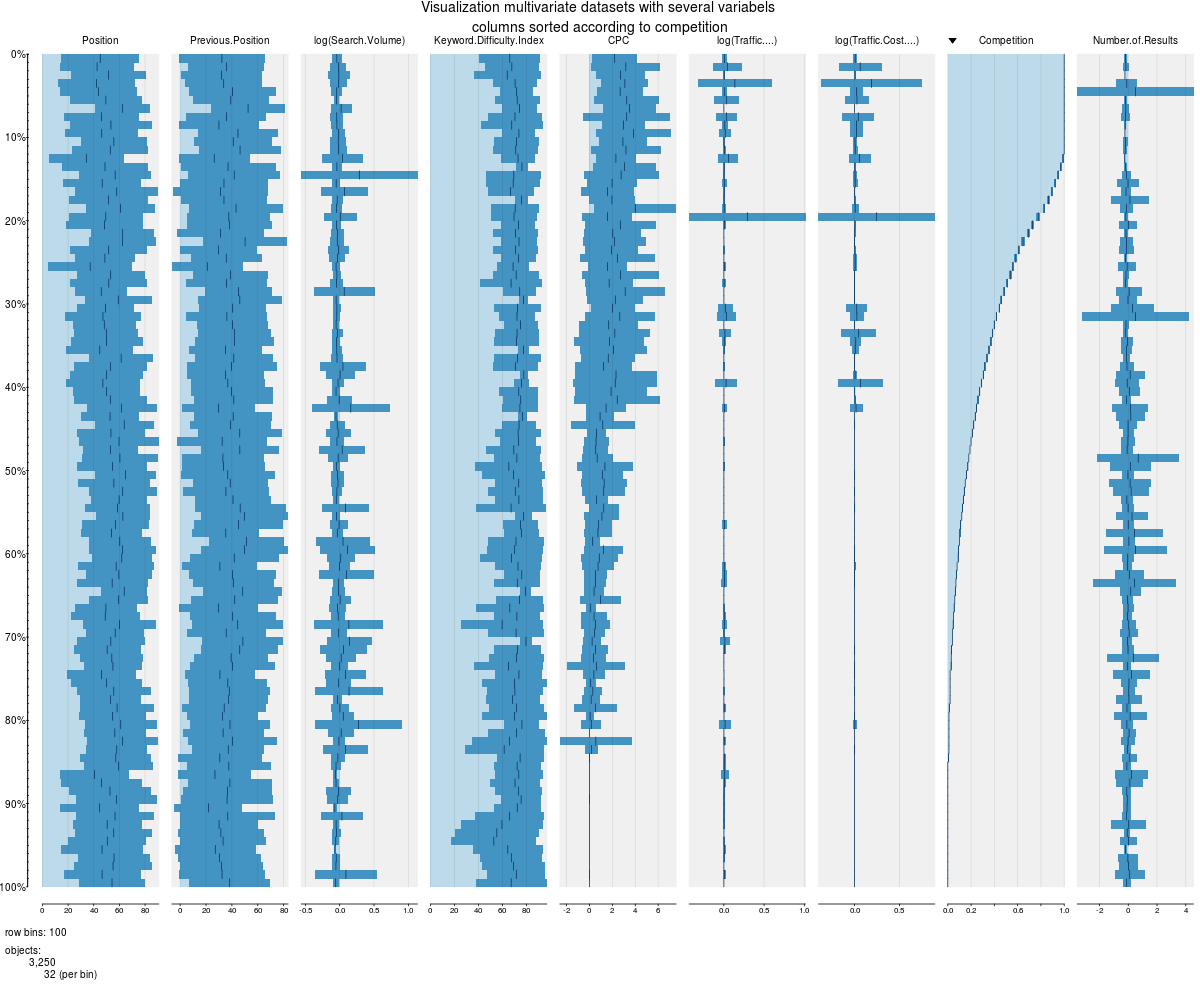 Visualization multivariate datasets with several variabels
columns sorted according to competition
Position Previous.Position log(Search.Volume) Keyword.Difficulty.Index CPC log(Traffic....) log(Traffic.Cost....) Competition Number.of.Results
0%
10%
20%
30%
40%
50%
60%
70%
80%
90%
100%
0 20 40 60 80 0 20 40 60 80 -0.5 0.0 1.0 0 20 40 60 80 -2 0 2 4 6 0.0 0.5 1.0 0.0 0.5 0.0 0.2 0.6 1.0 -2 0 2 4
row bins: 100
objects:
3,250
32 (per bin)